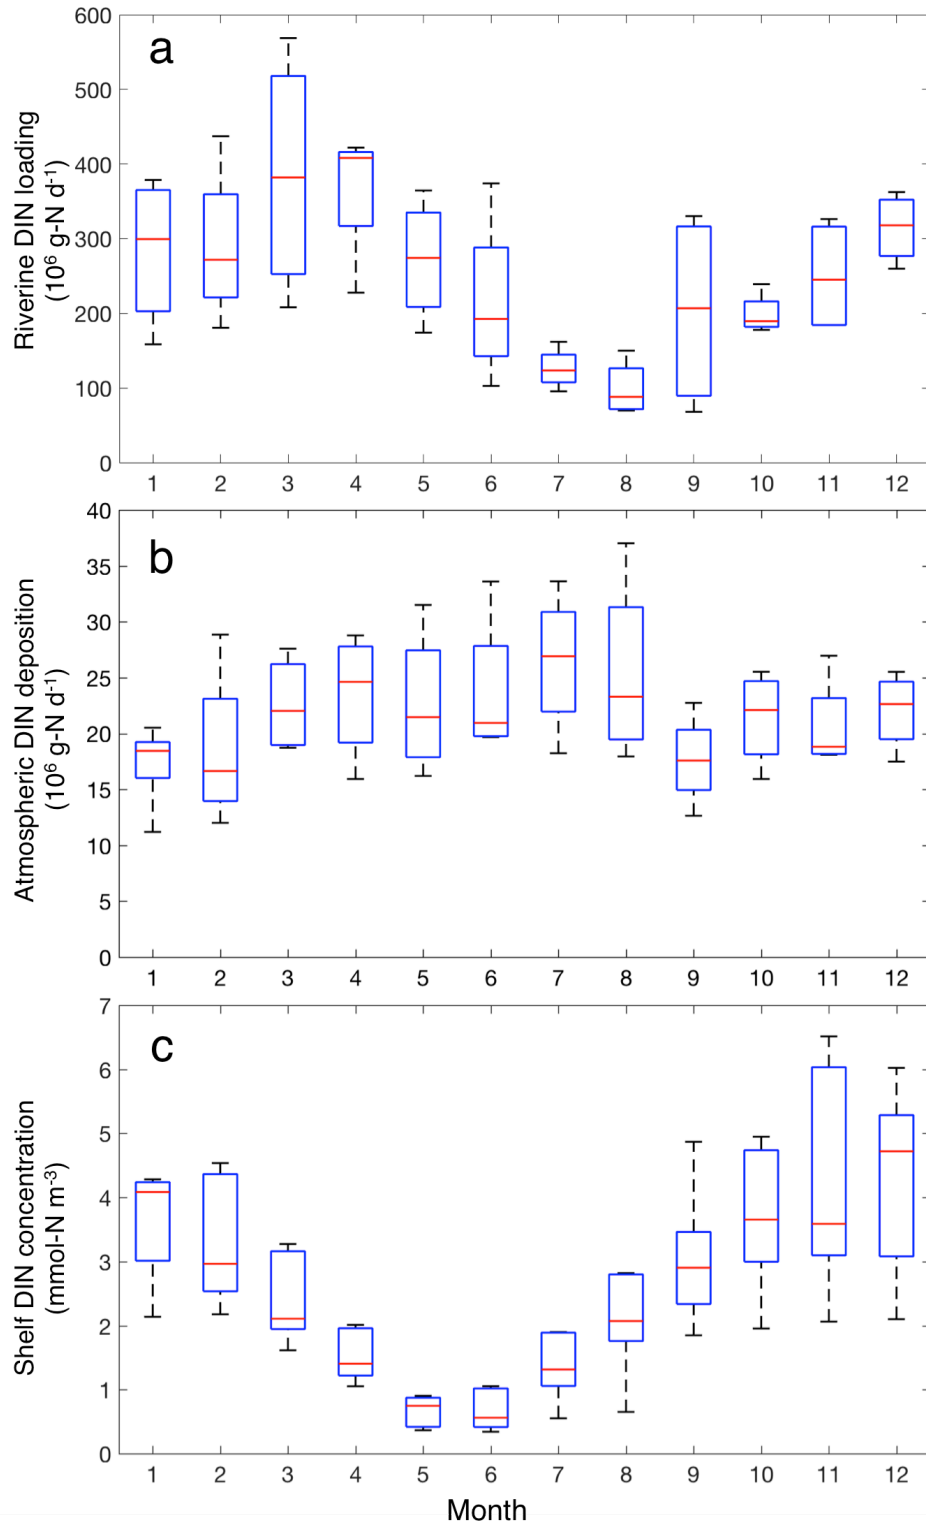 a
Riverine DIN loading
(10⁶ g-N d⁻¹)
600
500
400
300
200
100
0
1 2 3 4 5 6 7 8 9 10 11 12
b
Atmospheric DIN deposition
(10⁶ g-N d⁻¹)
40
35
30
25
20
15
10
5
0
1 2 3 4 5 6 7 8 9 10 11 12
c
Shelf DIN concentration
(mmol-N m⁻³)
7
6
5
4
3
2
1
0
1 2 3 4 5 6 7 8 9 10 11 12
Month